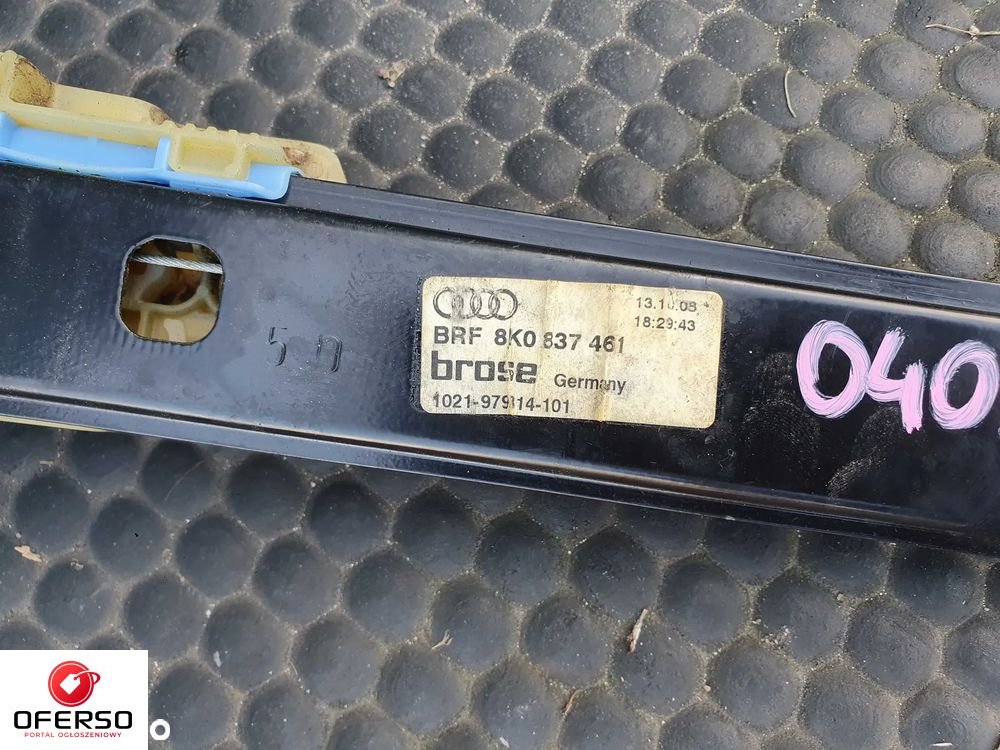 13.10.08
18:29:43
BRF 8K0 837 461
brose Germany
1021-979814-101
50
040
OFERSO
PORTAL OGŁOSZENIOWY